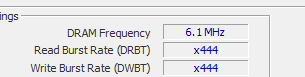 ings
DRAM Frequency 6.1 MHz
Read Burst Rate (DRBT) x444
Write Burst Rate (DWBT) x444